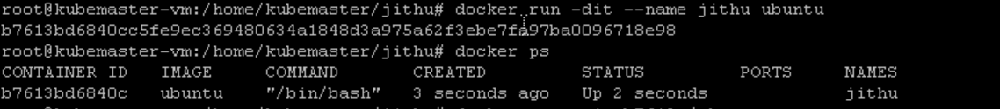 root@kubemaster-vm:/home/kubemaster/jithu# docker run -dit --name jithu ubuntu
b7613bd6840cc5fe9ec369480634a1848d3a975a62f3ebe7fa97ba0096718e98
root@kubemaster-vm:/home/kubemaster/jithu# docker ps
CONTAINER ID   IMAGE     COMMAND       CREATED         STATUS         PORTS     NAMES
b7613bd6840c   ubuntu    "/bin/bash"   3 seconds ago   Up 2 seconds             jithu